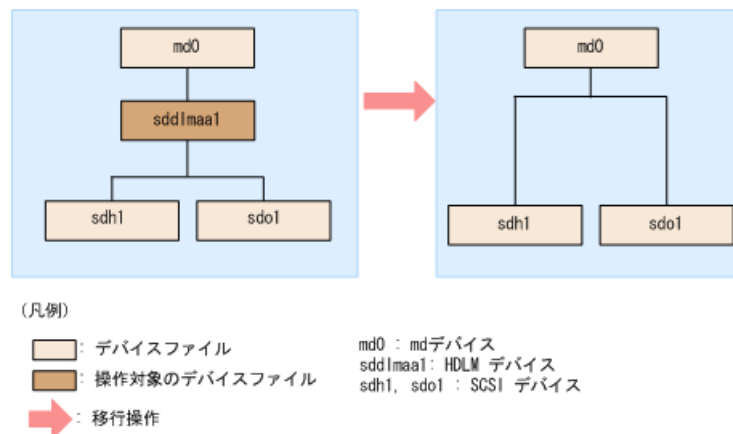 md0
sddlmaa1
sdh1
sdo1
md0
sdh1
sdo1
(凡例)
: デバイスファイル
: 操作対象のデバイスファイル
: 移行操作
md0 : mdデバイス
sddlmaa1: HDLM デバイス
sdh1, sdo1 : SCSI デバイス